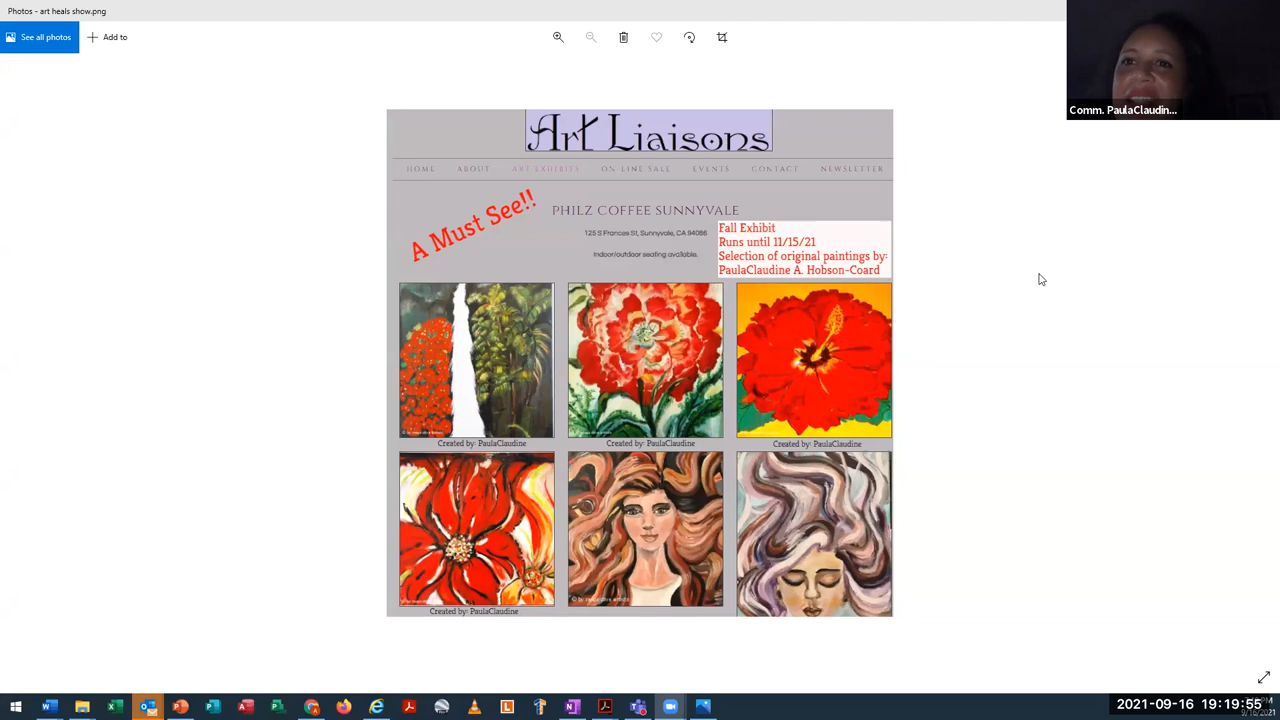 Photos - art heals show.png
See all photos
Add to
Comm. PaulaClaudin...
Art Liaisons
HOME ABOUT ART EXHIBITS ON-LINE SALE EVENTS CONTACT NEWSLETTER
A Must See!!
PHILZ COFFEE SUNNYVALE
125 S Frances St, Sunnyvale, CA 94086
Indoor/outdoor seating available.
Fall Exhibit
Runs until 11/15/21
Selection of original paintings by:
PaulaClaudine A. Hobson-Coard
Created by: PaulaClaudine
Created by: PaulaClaudine
Created by: PaulaClaudine
Created by: PaulaClaudine
2021-09-16 19:19:55